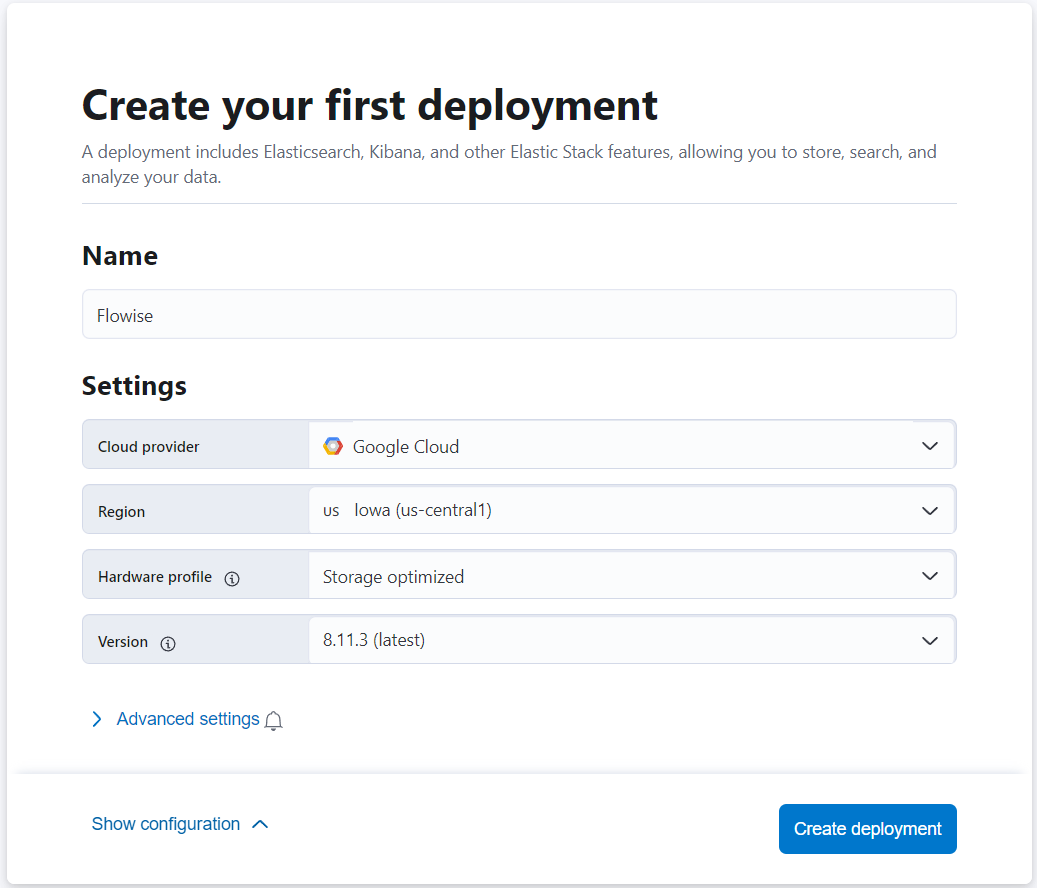 Create your first deployment
A deployment includes Elasticsearch, Kibana, and other Elastic Stack features, allowing you to store, search, and
analyze your data.
Name
Flowise
Settings
Cloud provider Google Cloud
Region us Iowa (us-central1)
Hardware profile Storage optimized
Version 8.11.3 (latest)
Advanced settings
Show configuration Create deployment